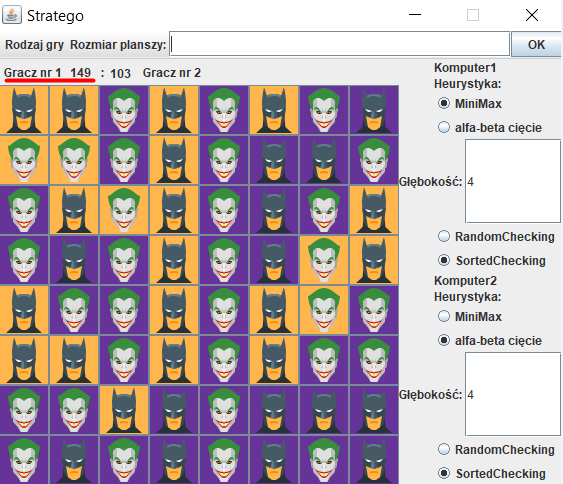 Stratego
Rodzaj gry Rozmiar planszy: OK
Gracz nr 1 149 : 103 Gracz nr 2
Komputer1
Heurystyka:
MiniMax
alfa-beta cięcie
Głębokość: 4
RandomChecking
SortedChecking
Komputer2
Heurystyka:
MiniMax
alfa-beta cięcie
Głębokość: 4
RandomChecking
SortedChecking